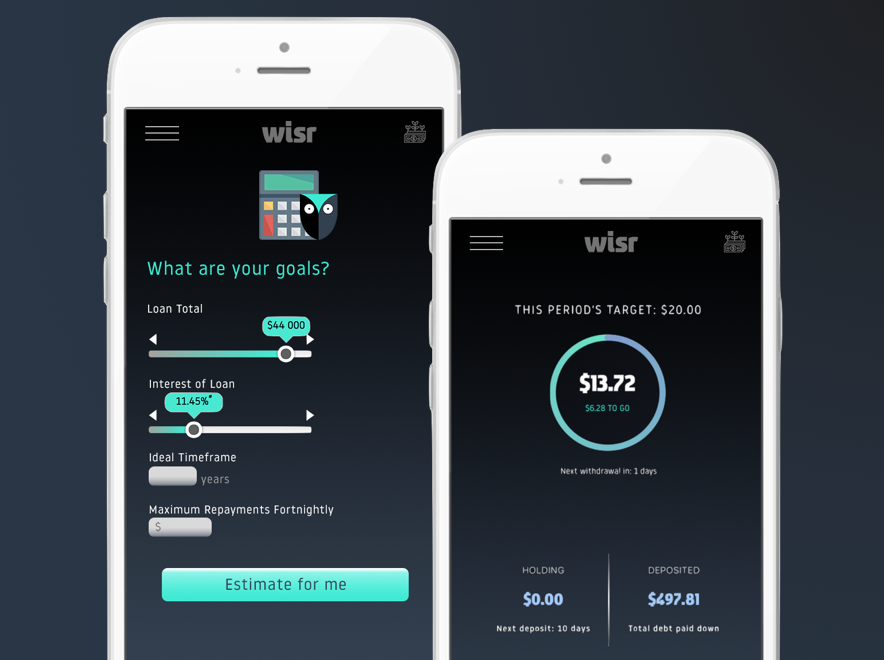 wisr
What are your goals?
Loan Total
$44 000
Interest of Loan
11.45%*
Ideal Timeframe
years
Maximum Repayments Fortnightly
$
Estimate for me
wisr
THIS PERIOD'S TARGET: $20.00
$13.72
$6.28 TO GO
Next withdrawal in: 1 days
HOLDING
$0.00
Next deposit: 10 days
DEPOSITED
$497.81
Total debt paid down